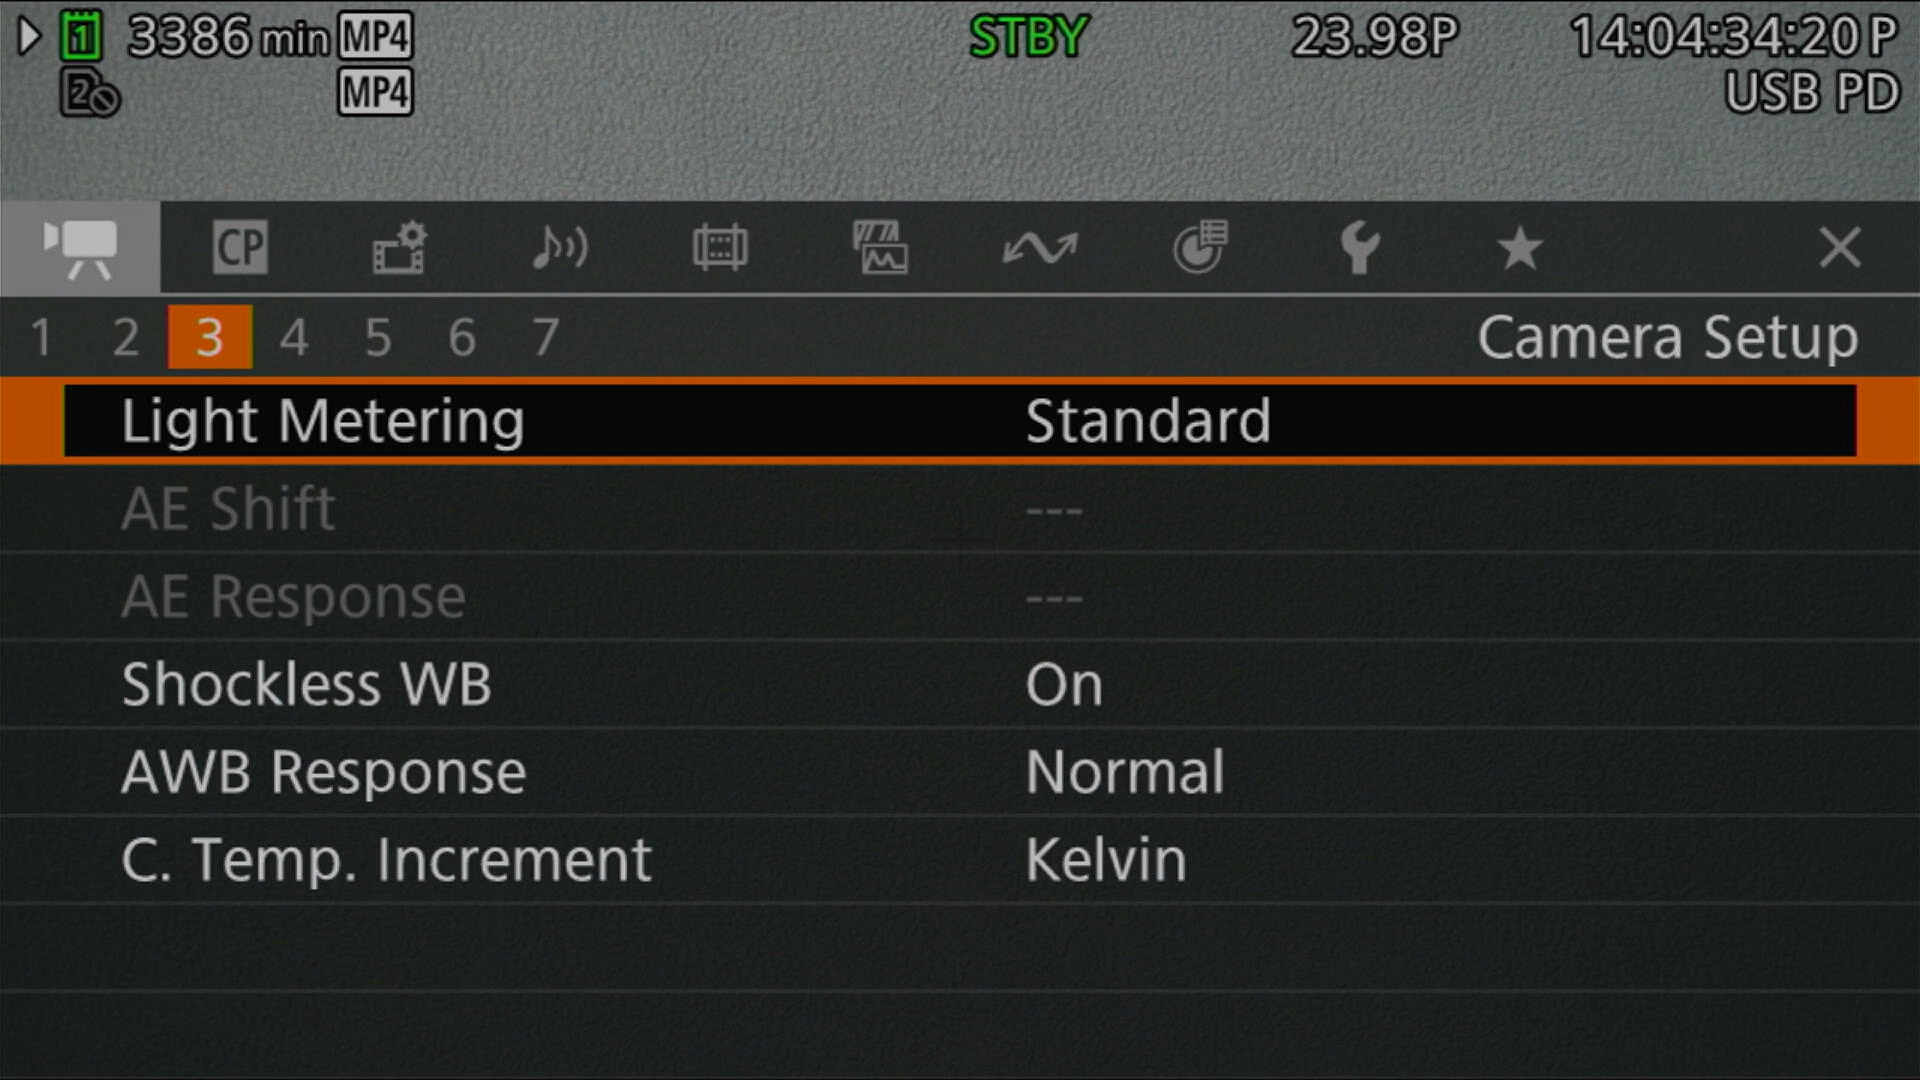 1 3386 min MP4 STBY 23.98P 14:04:34:20 P
2 MP4 USB PD
CP
1 2 3 4 5 6 7 Camera Setup
Light Metering Standard
AE Shift ---
AE Response ---
Shockless WB On
AWB Response Normal
C. Temp. Increment Kelvin